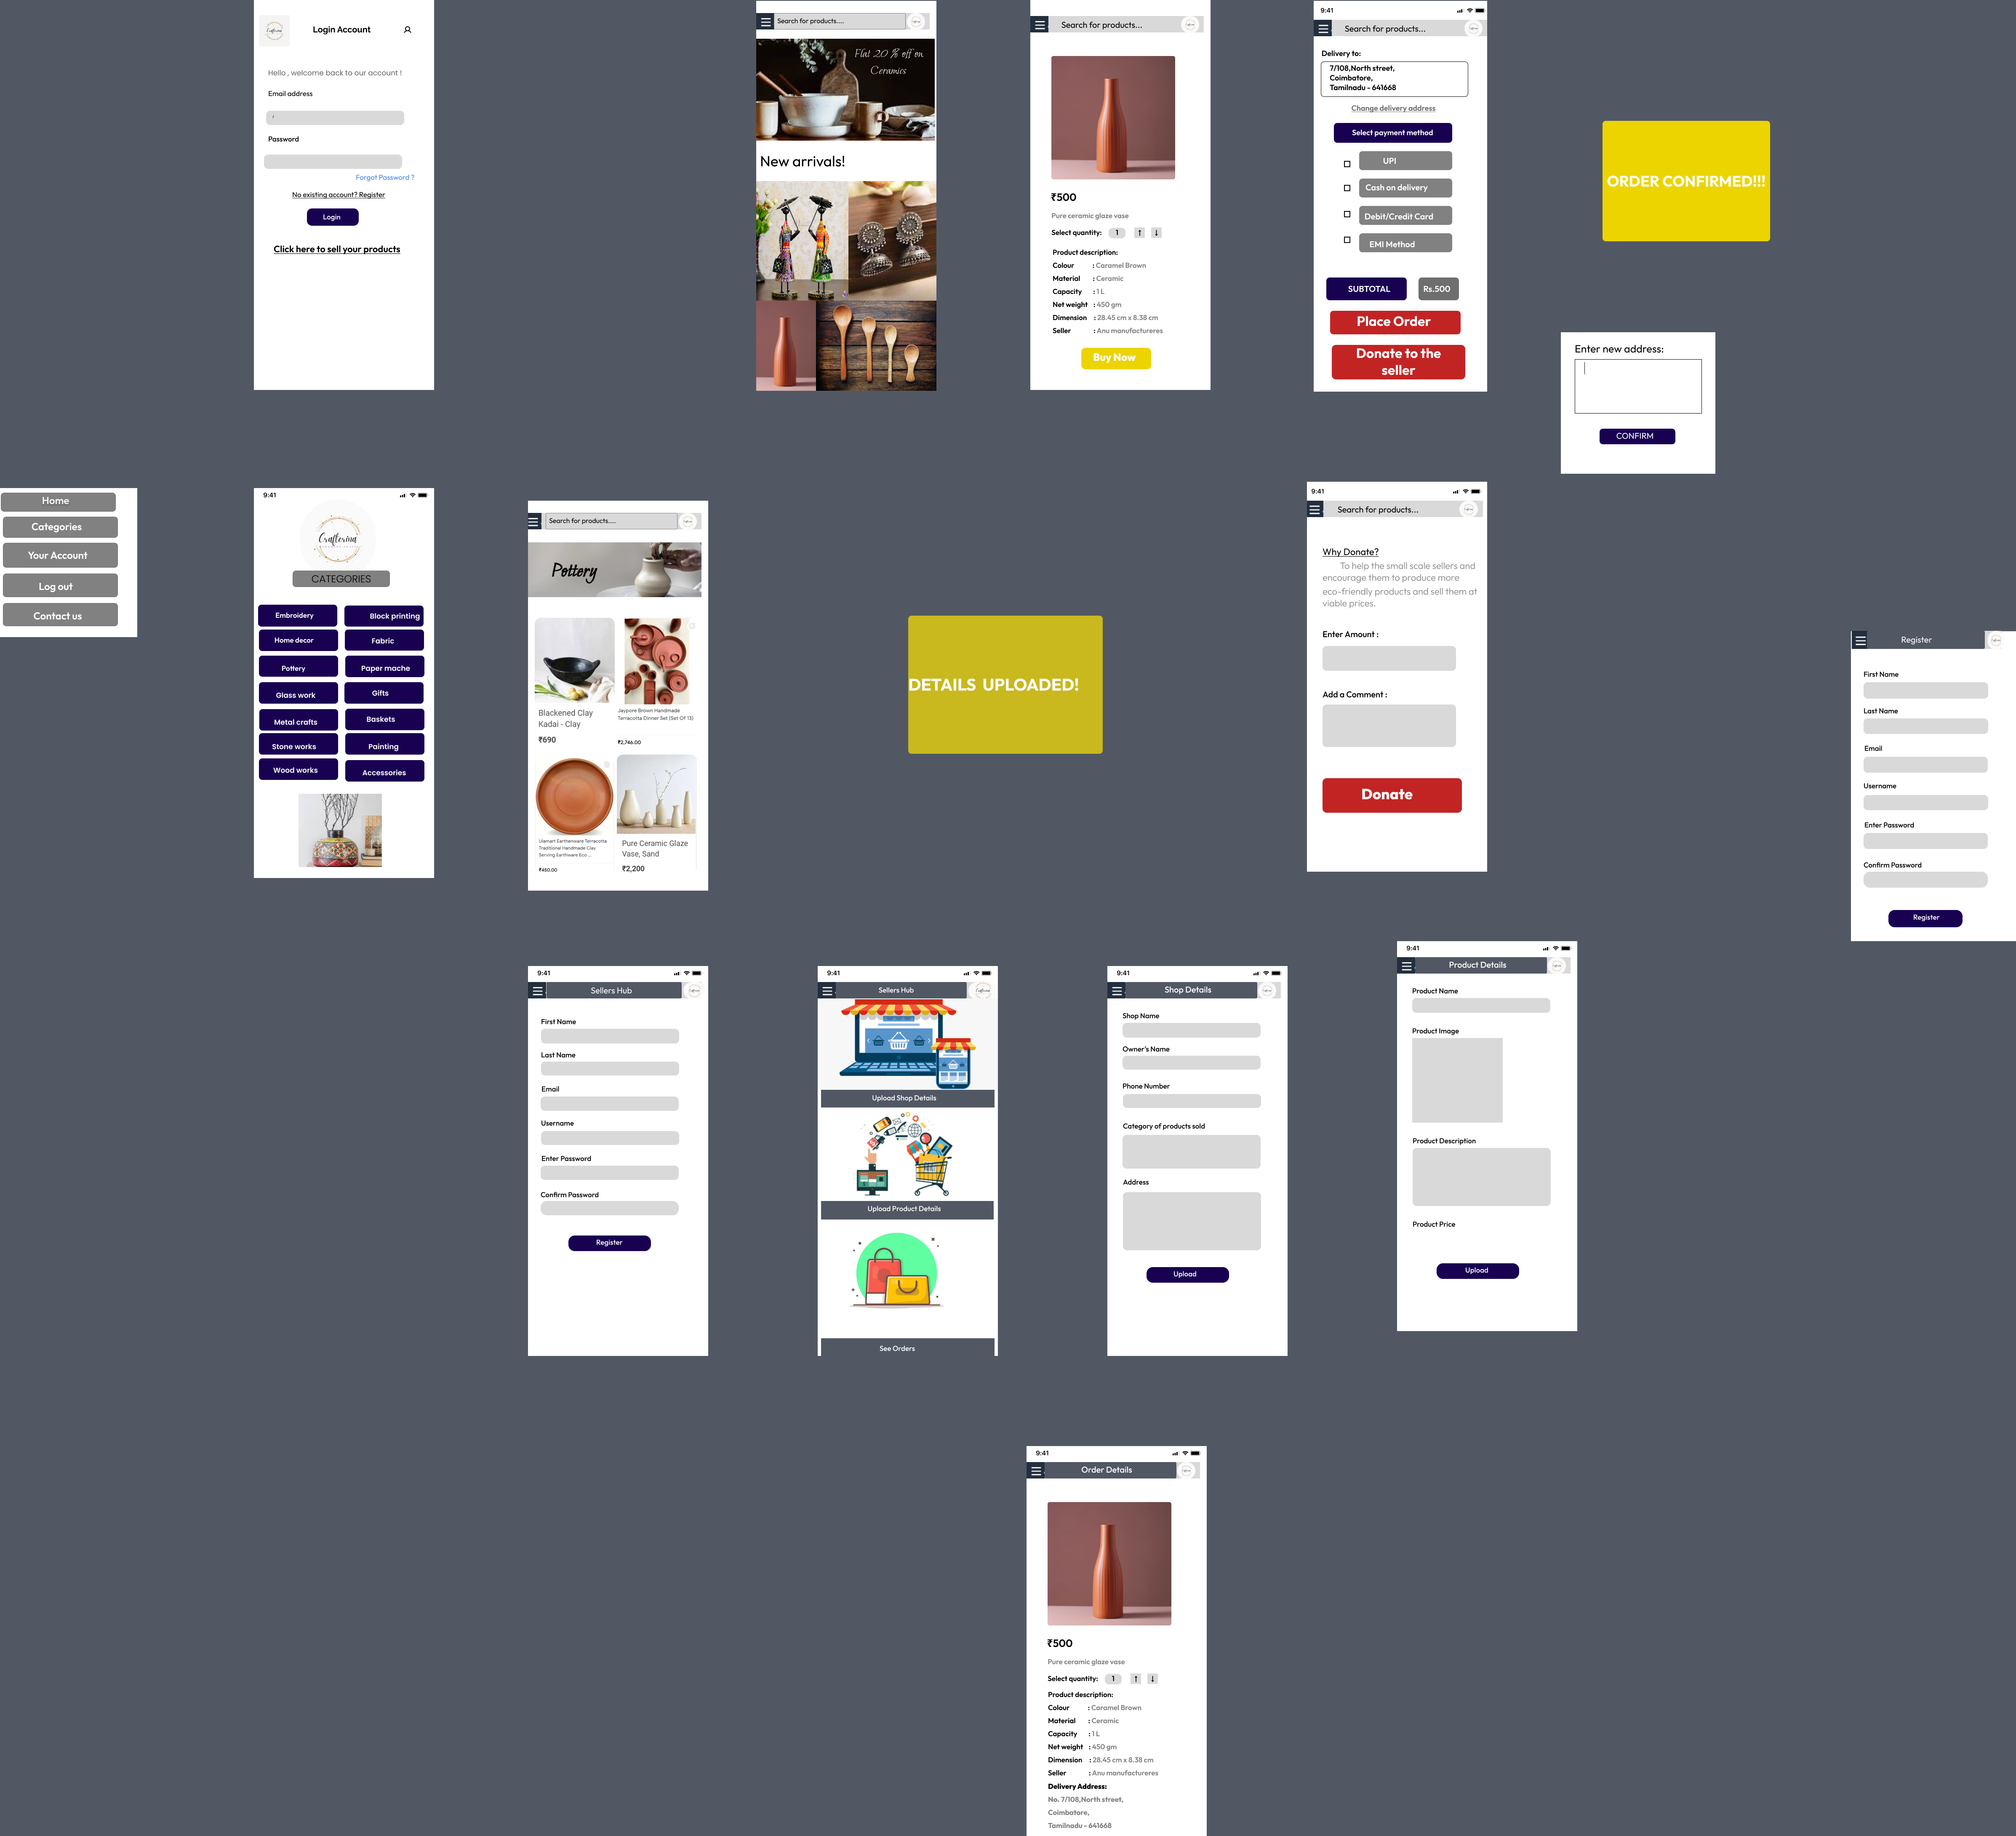 Login Account
Hello , welcome back to our account !
Email address
Password
Forgot Password ?
No existing account? Register
Login
Click here to sell your products
Search for products....
Flat 20 % off on
Ceramics
New arrivals!
Search for products...
₹500
Pure ceramic glaze vase
Select quantity: 1 ↑ ↓
Product description:
Colour : Caramel Brown
Material : Ceramic
Capacity : 1 L
Net weight : 450 gm
Dimension : 28.45 cm x 8.38 cm
Seller : Anu manufactureres
Buy Now
9:41
Search for products...
Delivery to:
7/108,North street,
Coimbatore,
Tamilnadu - 641668
Change delivery address
Select payment method
UPI
Cash on delivery
Debit/Credit Card
EMI Method
SUBTOTAL Rs.500
Place Order
Donate to the
seller
ORDER CONFIRMED!!!
Enter new address:
CONFIRM
Home
Categories
Your Account
Log out
Contact us
9:41
Crafterina
CATEGORIES
Embroidery Block printing
Home decor Fabric
Pottery Paper mache
Glass work Gifts
Metal crafts Baskets
Stone works Painting
Wood works Accessories
Search for products....
Pottery
Blackened Clay
Kadai - Clay
₹690
Jaypore Brown Handmade
Terracotta Dinner Set (Set Of 13)
₹2,746.00
Ulamart Earthenware Terracotta
Traditional Handmade Clay
Serving Earthware Eco ...
₹450.00
Pure Ceramic Glaze
Vase, Sand
₹2,200
DETAILS UPLOADED!
9:41
Search for products...
Why Donate?
To help the small scale sellers and
encourage them to produce more
eco-friendly products and sell them at
viable prices.
Enter Amount :
Add a Comment :
Donate
Register
First Name
Last Name
Email
Username
Enter Password
Confirm Password
Register
9:41
Sellers Hub
First Name
Last Name
Email
Username
Enter Password
Confirm Password
Register
9:41
Sellers Hub
Upload Shop Details
Upload Product Details
See Orders
9:41
Shop Details
Shop Name
Owner's Name
Phone Number
Category of products sold
Address
Upload
9:41
Product Details
Product Name
Product Image
Product Description
Product Price
Upload
9:41
Order Details
₹500
Pure ceramic glaze vase
Select quantity: 1 ↑ ↓
Product description:
Colour : Caramel Brown
Material : Ceramic
Capacity : 1 L
Net weight : 450 gm
Dimension : 28.45 cm x 8.38 cm
Seller : Anu manufactureres
Delivery Address:
No. 7/108,North street,
Coimbatore,
Tamilnadu - 641668